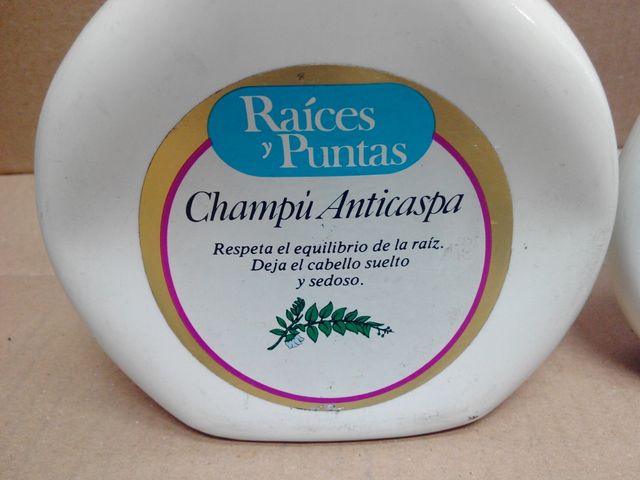 Raíces
y Puntas
Champú Anticaspa
Respeta el equilibrio de la raíz.
Deja el cabello suelto
y sedoso.